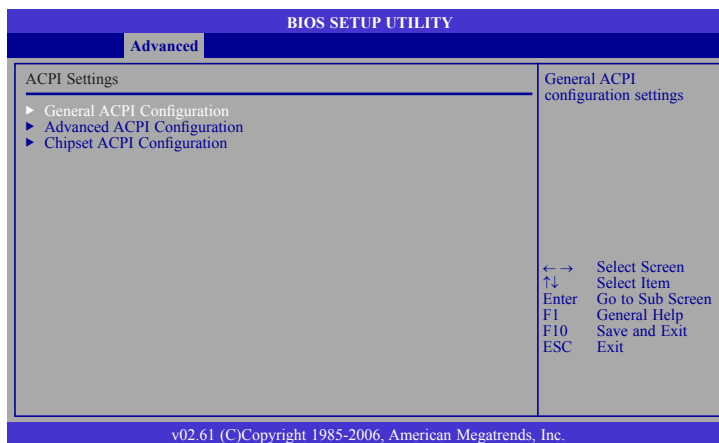 BIOS SETUP UTILITY
Advanced
ACPI Settings
► General ACPI Configuration
► Advanced ACPI Configuration
► Chipset ACPI Configuration
General ACPI
configuration settings
←→ Select Screen
↑↓ Select Item
Enter Go to Sub Screen
F1 General Help
F10 Save and Exit
ESC Exit
v02.61 (C)Copyright 1985-2006, American Megatrends, Inc.